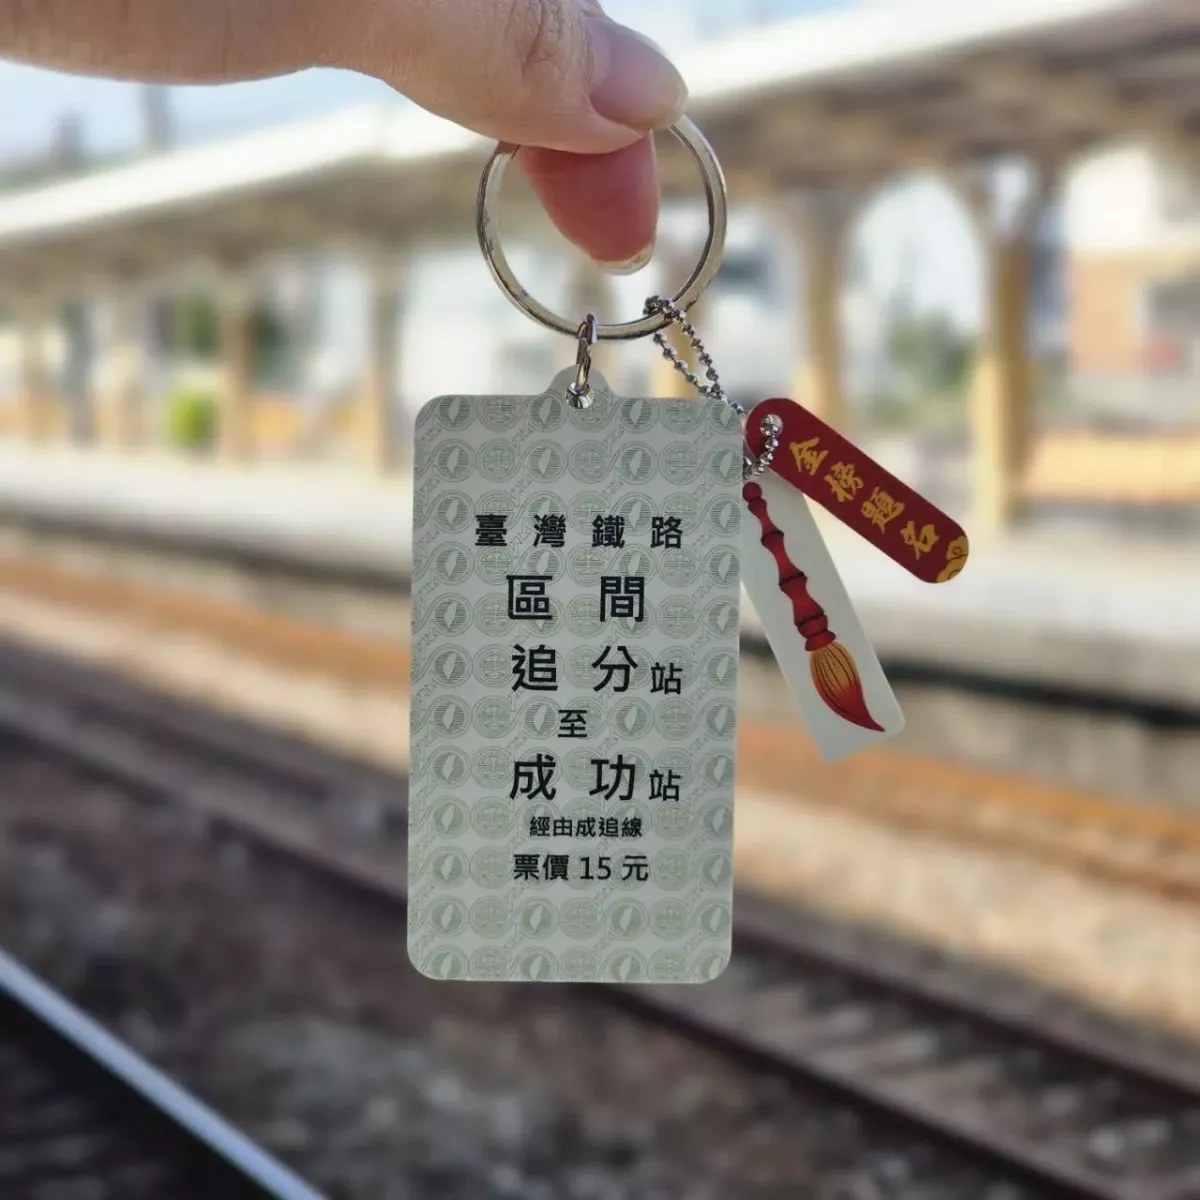 臺灣鐵路
區間
追分站
至
成功站
經由成追線
票價 15 元
金榜題名